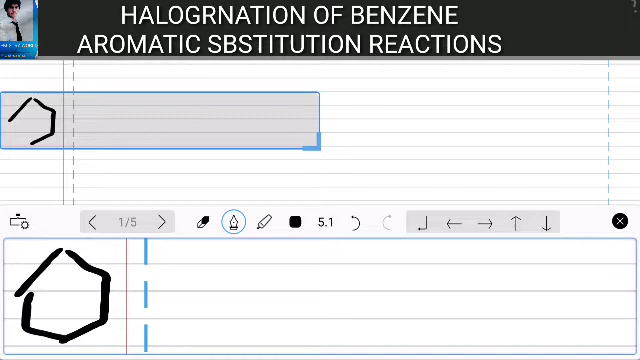 HALOGRNATION OF BENZENE
AROMATIC SBSTITUTION REACTIONS
1/5
5.1